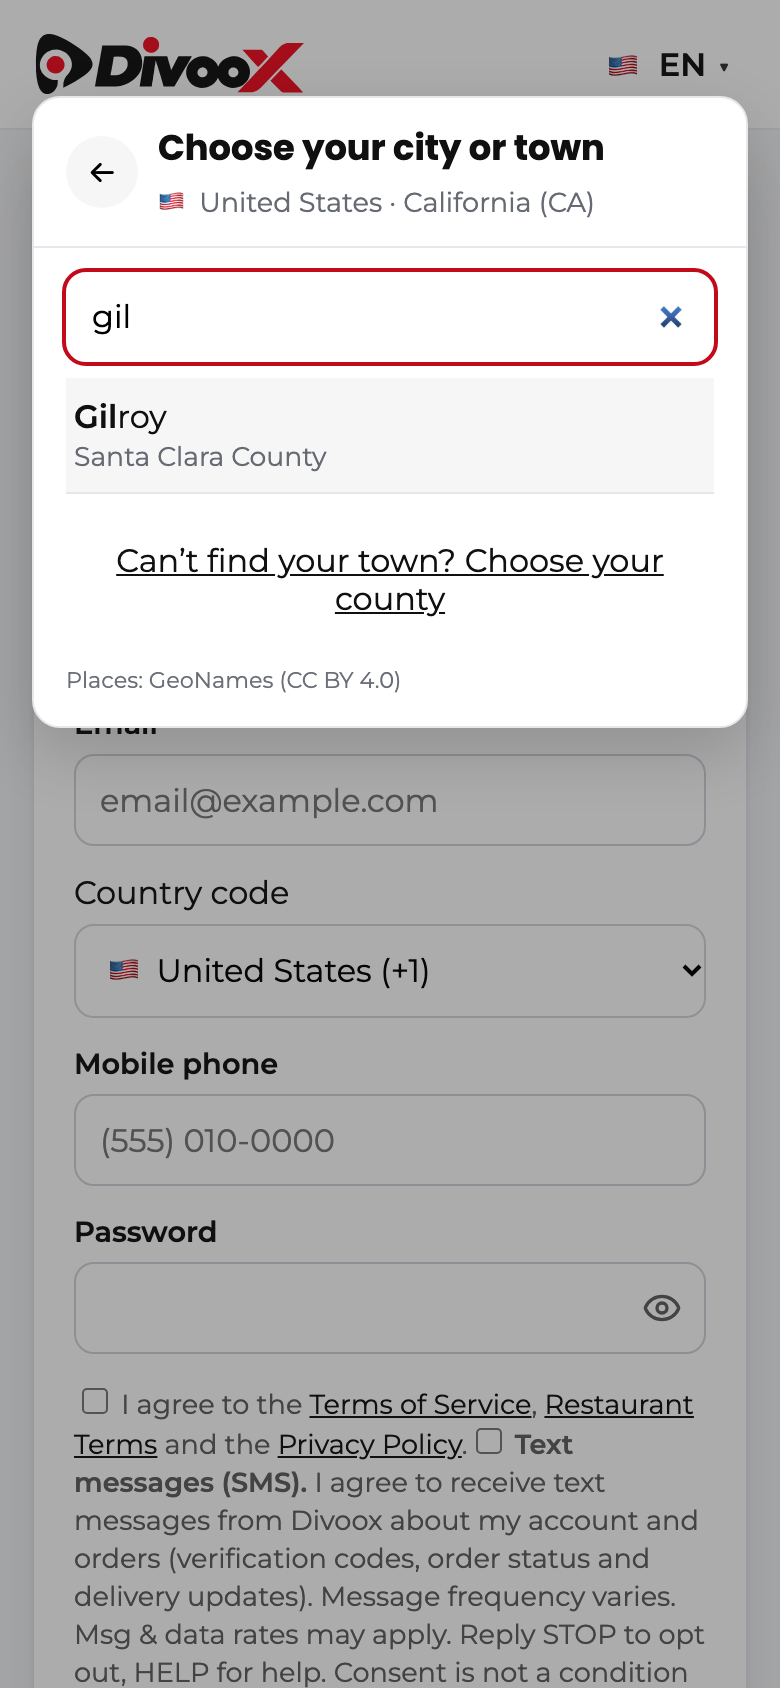 DivooX
EN
Choose your city or town
United States · California (CA)
gil
Gilroy
Santa Clara County
Can’t find your town? Choose your
county
Places: GeoNames (CC BY 4.0)
Email
email@example.com
Country code
United States (+1)
Mobile phone
(555) 010-0000
Password
I agree to the Terms of Service, Restaurant
Terms and the Privacy Policy. Text
messages (SMS). I agree to receive text
messages from Divoox about my account and
orders (verification codes, order status and
delivery updates). Message frequency varies.
Msg & data rates may apply. Reply STOP to opt
out, HELP for help. Consent is not a condition